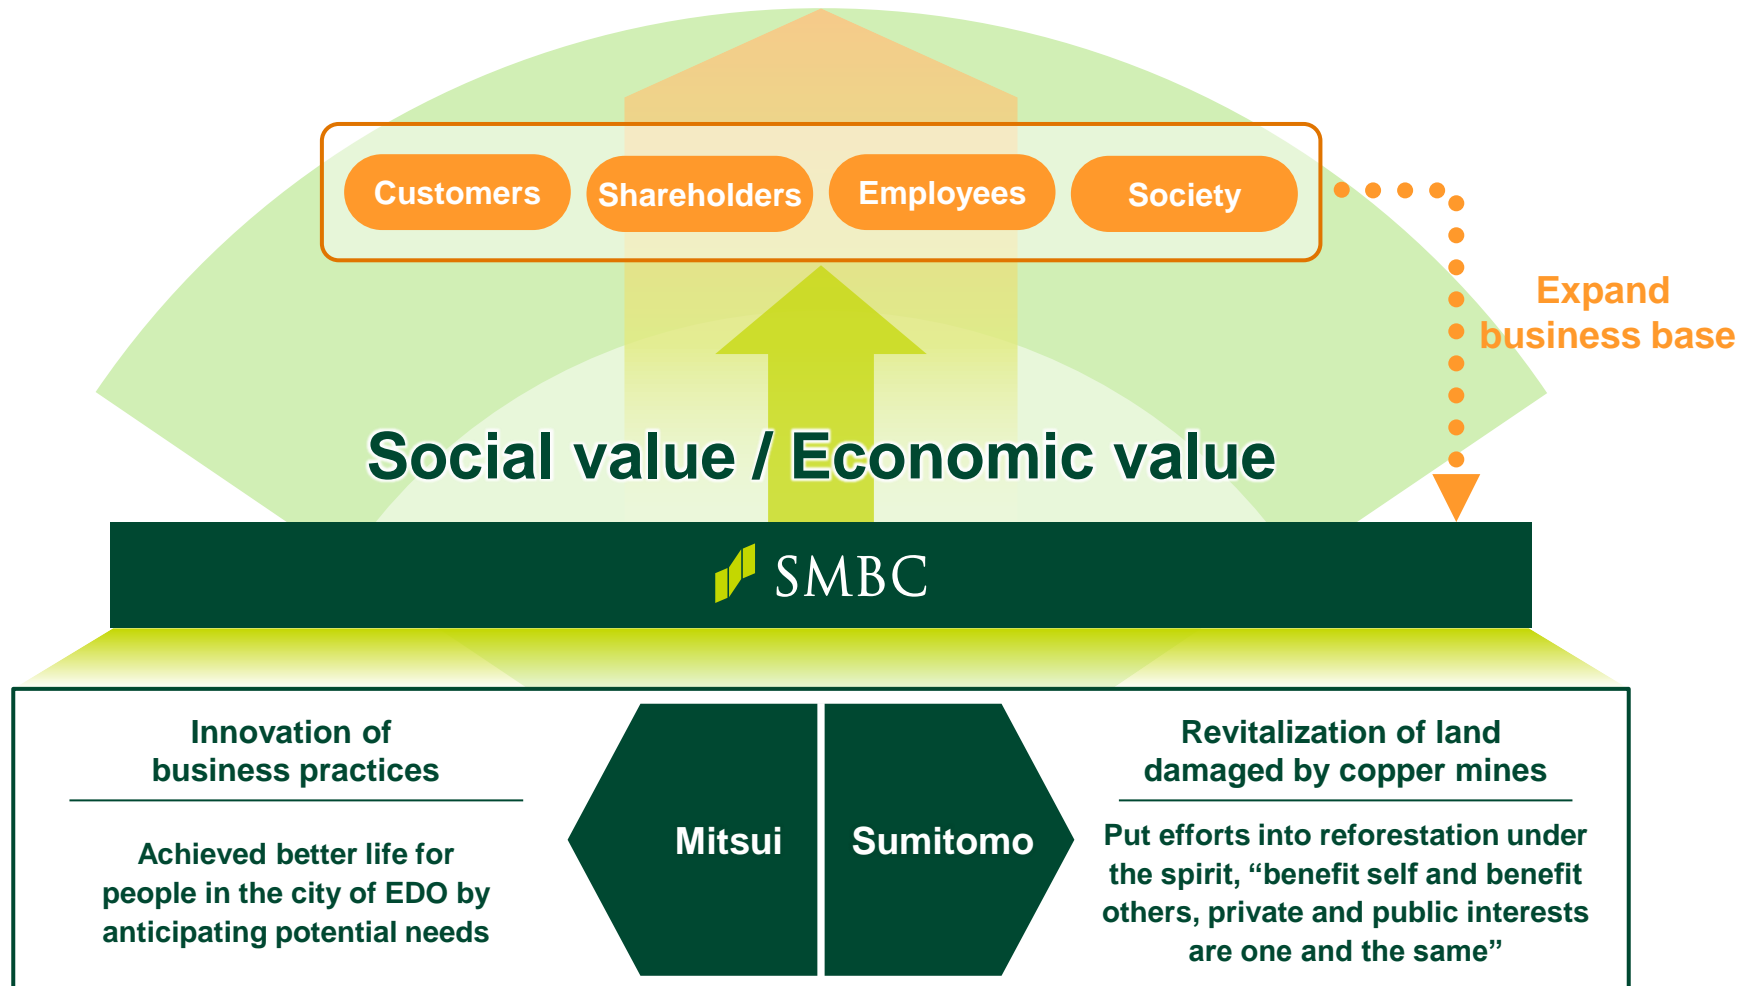 Customers
Shareholders
Employees
Society
Expand
business base
Social value / Economic value
SMBC
Innovation of
business practices
Achieved better life for
people in the city of EDO by
anticipating potential needs
Mitsui
Sumitomo
Revitalization of land
damaged by copper mines
Put efforts into reforestation under
the spirit, “benefit self and benefit
others, private and public interests
are one and the same”